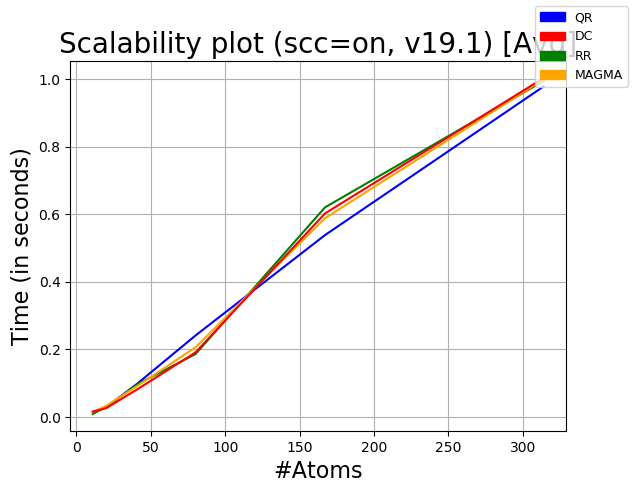 Scalability plot (scc=on, v19.1) [Avg]
QR
DC
RR
MAGMA
1.0
0.8
0.6
0.4
0.2
0.0
Time (in seconds)
0 50 100 150 200 250 300
#Atoms